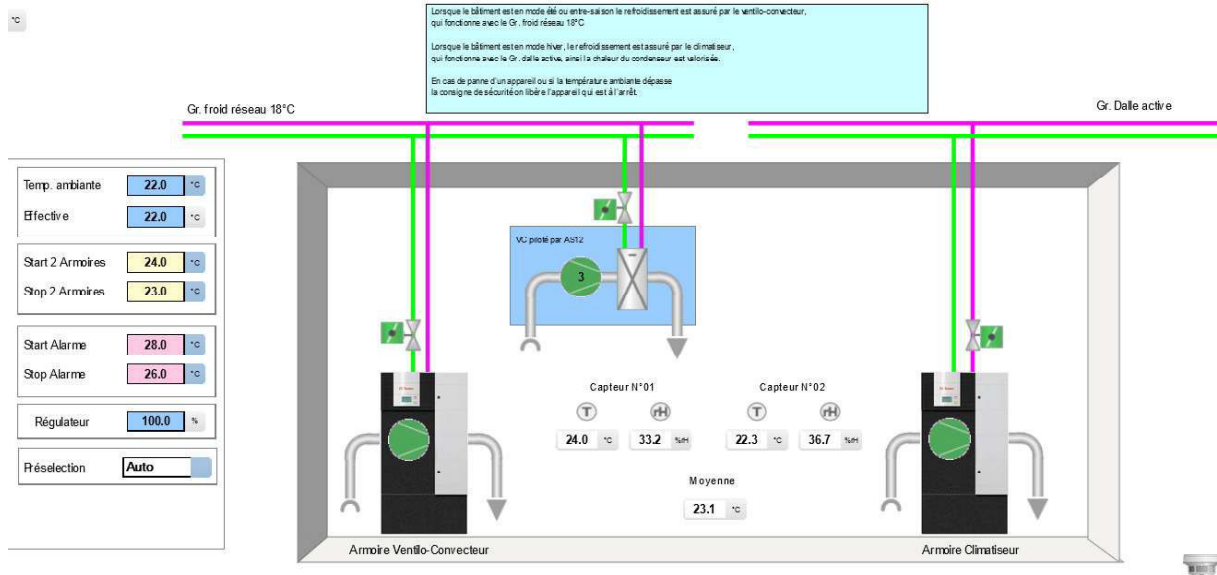 °C
Lorsque le bâtiment est en mode été ou entre-saison le refroidissement est assuré par le ventilo-convecteur,
qui fonctionne avec le Gr. froid réseau 18°C
Lorsque le bâtiment est en mode hiver, le refroidissement est assuré par le climatiseur,
qui fonctionne avec le Gr. dalle active, ainsi la chaleur du condenseur est valorisée.
En cas de panne d'un appareil ou si la température ambiante dépasse
la consigne de sécurité on libère l'appareil qui est à l'arrêt.
Gr. froid réseau 18°C
Gr. Dalle active
Temp. ambiante 22.0 °C
Effective 22.0 °C
Start 2 Armoires 24.0 °C
Stop 2 Armoires 23.0 °C
Start Alarme 28.0 °C
Stop Alarme 26.0 °C
Régulateur 100.0 %
Préselection Auto
VC piloté par AS12
3
Capteur N°01
T rH
24.0 °C 33.2 %rH
Capteur N°02
T rH
22.3 °C 36.7 %rH
Moyenne
23.1 °C
Armoire Ventilo-Convecteur
Armoire Climatiseur